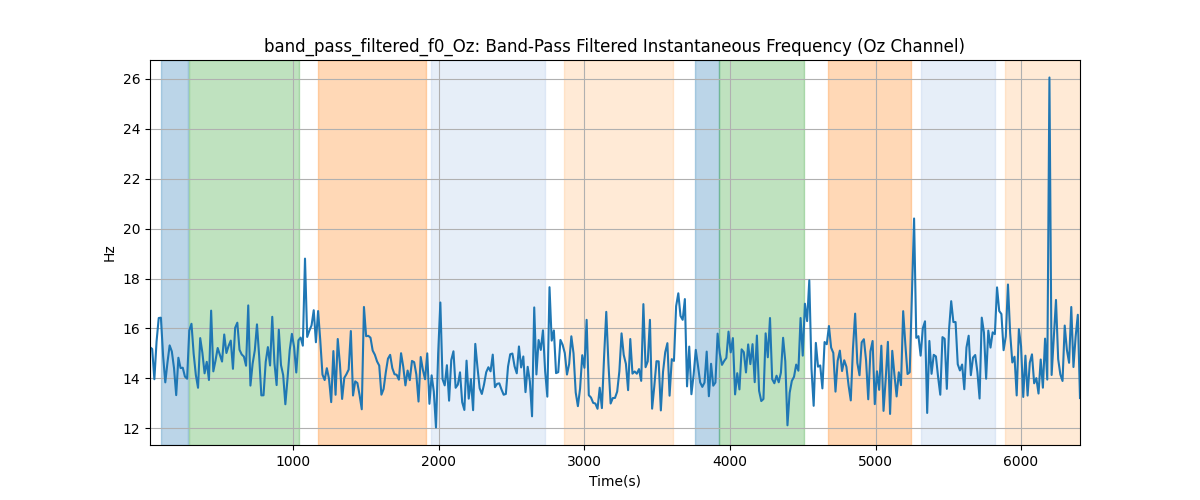 band_pass_filtered_f0_Oz: Band-Pass Filtered Instantaneous Frequency (Oz Channel)
26
24
22
20
18
16
14
12
Hz
1000 2000 3000 4000 5000 6000
Time(s)